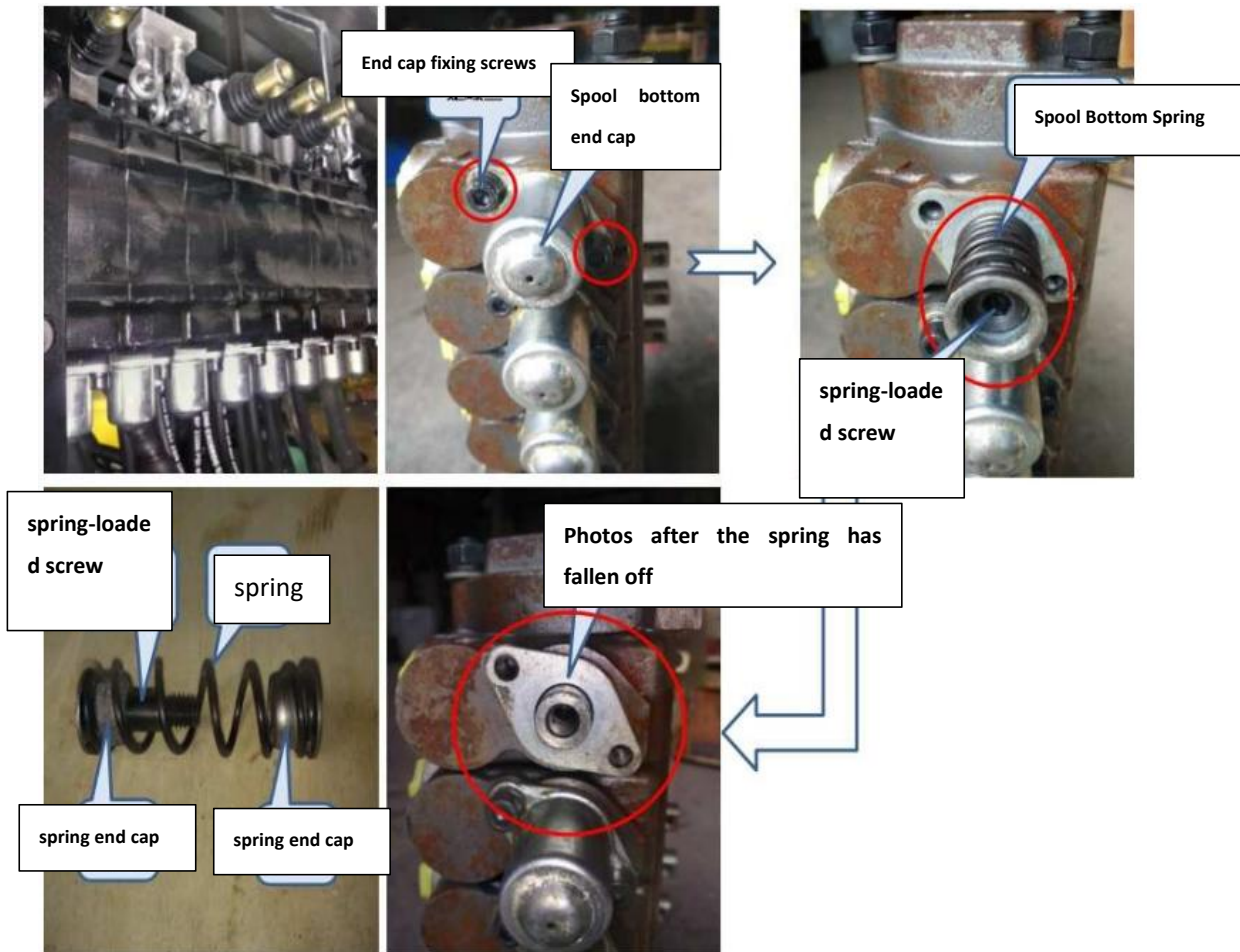 End cap fixing screws
Spool bottom
end cap
Spool Bottom Spring
spring-loade
d screw
spring-loade
d screw
spring
Photos after the spring has
fallen off
spring end cap
spring end cap